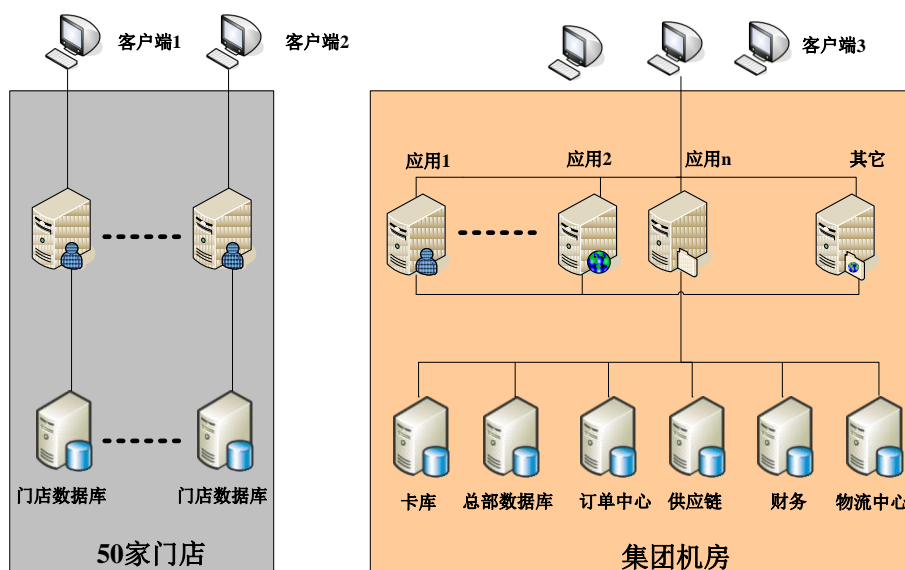 客户端1
客户端2
客户端3
应用1
应用2
应用n
其它
门店数据库
门店数据库
卡库
总部数据库
订单中心
供应链
财务
物流中心
50家门店
集团机房